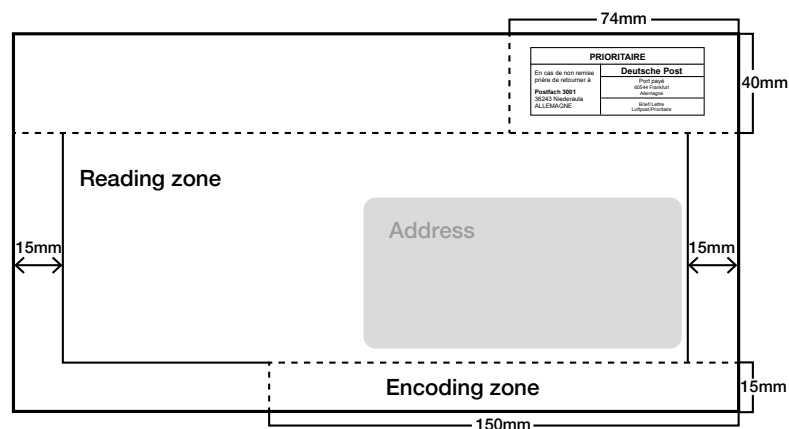 74mm
PRIORITAIRE
En cas de non remise
prière de retourner à
Postfach 3001
36243 Niederaula
ALLEMAGNE
Deutsche Post
Port payé
60544 Frankfurt
Allemagne
Brief/Lettre
Luftpost/Prioritaire
40mm
Reading zone
Address
15mm
15mm
Encoding zone
15mm
150mm